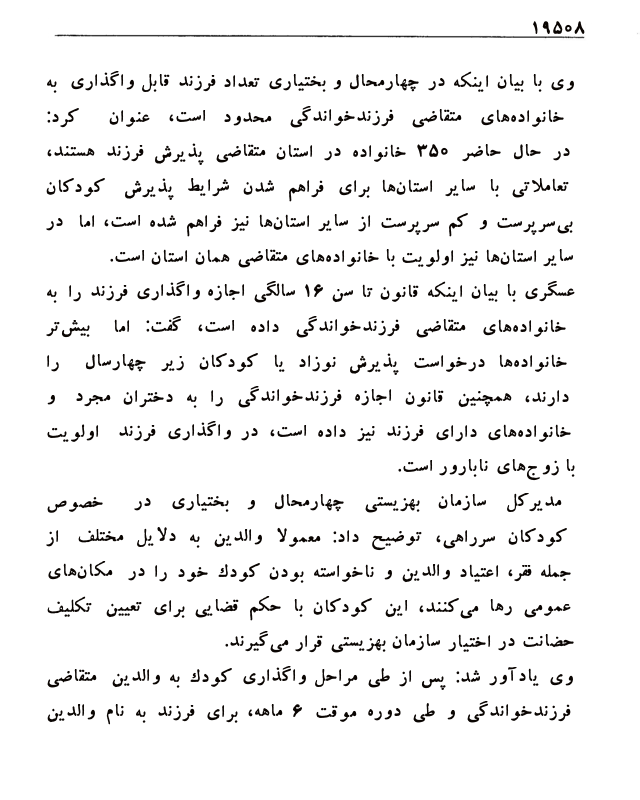 ۱۹۵۰۸
وی با بیان اینکه در چهارمحال و بختیاری تعداد فرزند قابل واگذاری به
خانواده‌های متقاضی فرزندخواندگی محدود است، عنوان کرد:
در حال حاضر ۳۵۰ خانواده در استان متقاضی پذیرش فرزند هستند،
تعاملاتی با سایر استان‌ها برای فراهم شدن شرایط پذیرش کودکان
بی‌سرپرست و کم سرپرست از سایر استان‌ها نیز فراهم شده است، اما در
سایر استان‌ها نیز اولویت با خانواده‌های متقاضی همان استان است.
عسگری با بیان اینکه قانون تا سن ۱۶ سالگی اجازه واگذاری فرزند را به
خانواده‌های متقاضی فرزندخواندگی داده است، گفت: اما بیش‌تر
خانواده‌ها درخواست پذیرش نوزاد یا کودکان زیر چهارسال را
دارند، همچنین قانون اجازه فرزندخواندگی را به دختران مجرد و
خانواده‌های دارای فرزند نیز داده است، در واگذاری فرزند اولویت
با زوج‌های نابارور است.
مدیرکل سازمان بهزیستی چهارمحال و بختیاری در خصوص
کودکان سرراهی، توضیح داد: معمولا والدین به دلایل مختلف از
جمله فقر، اعتیاد والدین و ناخواسته بودن کودك خود را در مکان‌های
عمومی رها می‌کنند، این کودکان با حکم قضایی برای تعیین تکلیف
حضانت در اختیار سازمان بهزیستی قرار می‌گیرند.
وی یادآور شد: پس از طی مراحل واگذاری کودك به والدین متقاضی
فرزندخواندگی و طی دوره موقت ۶ ماهه، برای فرزند به نام والدین